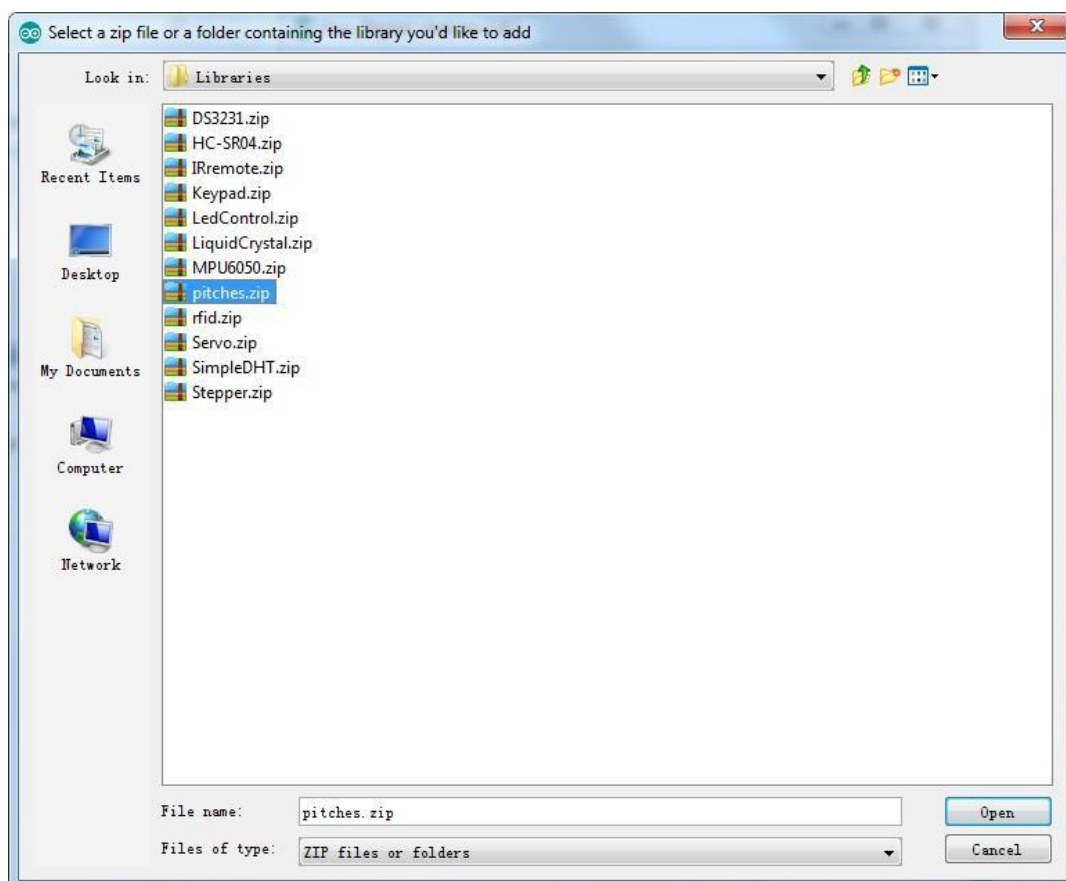 Select a zip file or a folder containing the library you'd like to add
Look in:
Libraries
DS3231.zip
HC-SR04.zip
IRremote.zip
Keypad.zip
LedControl.zip
LiquidCrystal.zip
MPU6050.zip
pitches.zip
rfid.zip
Servo.zip
SimpleDHT.zip
Stepper.zip
Recent Items
Desktop
My Documents
Computer
Network
File name:
pitches.zip
Open
Files of type:
ZIP files or folders
Cancel